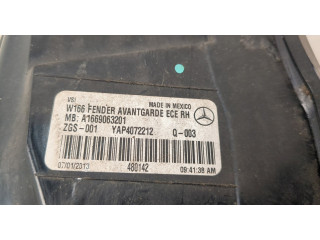 MADE IN MEXICO
W166 FENDER AVANTGARDE ECE RH
MB: A1669063201
ZGS-001 YAP4072212 Q-003
07/01/2013 480142 09:41:38 AM